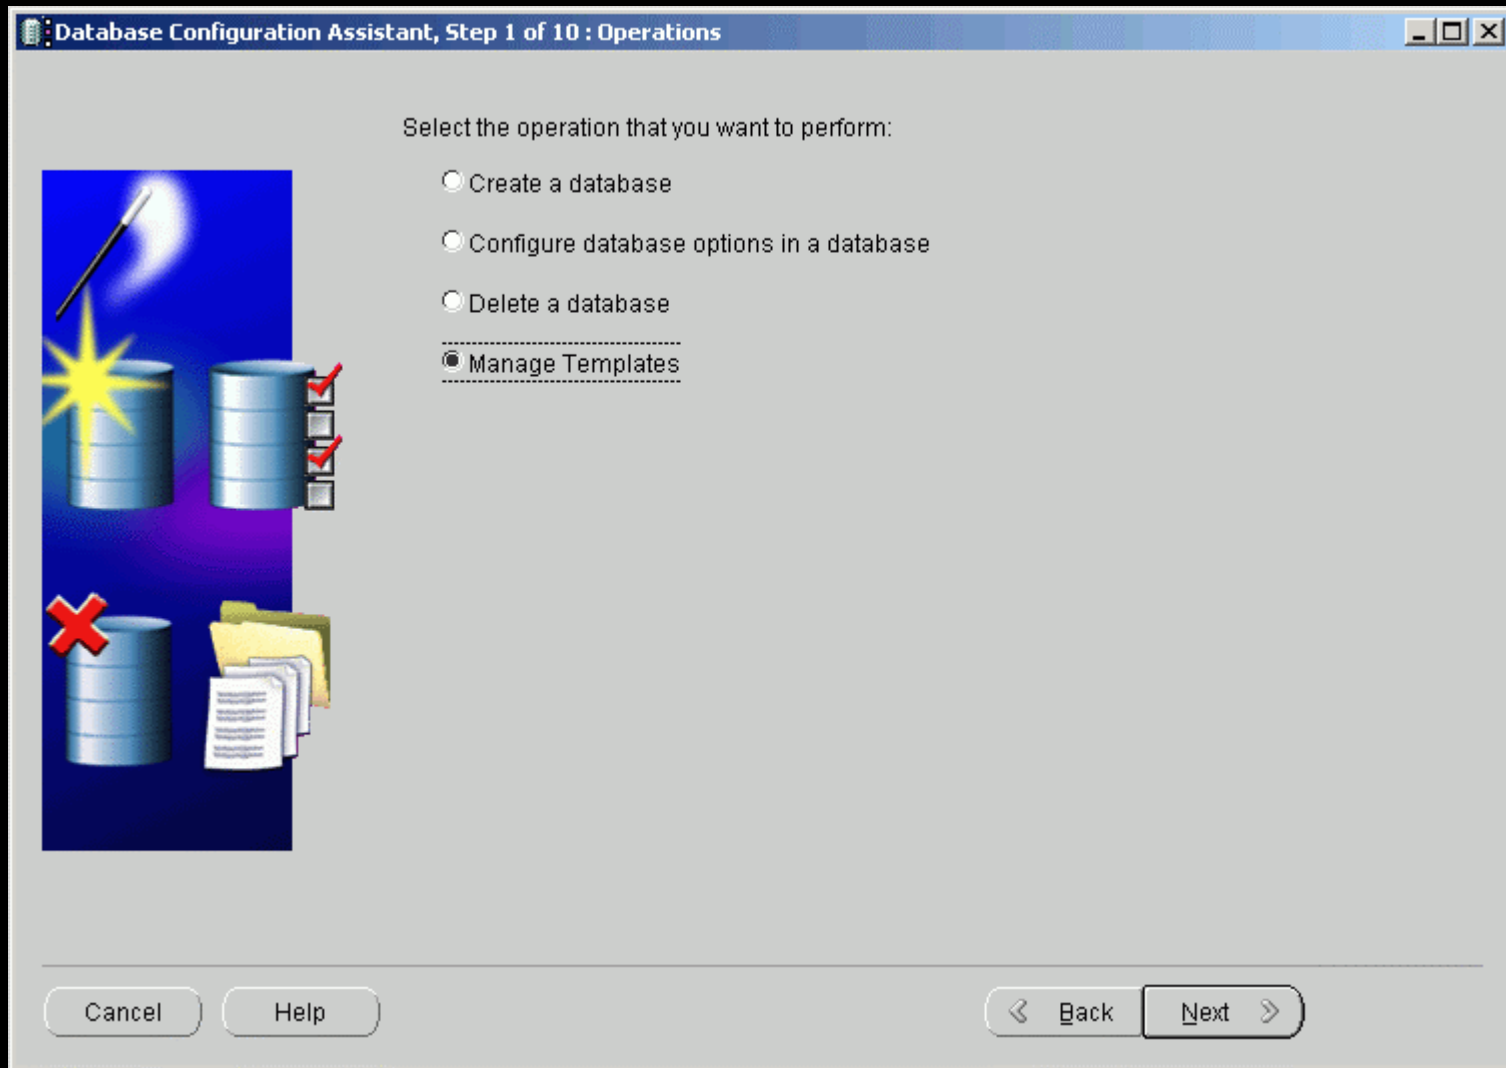 Database Configuration Assistant, Step 1 of 10 : Operations
Select the operation that you want to perform:
Create a database
Configure database options in a database
Delete a database
Manage Templates
Cancel
Help
Back
Next